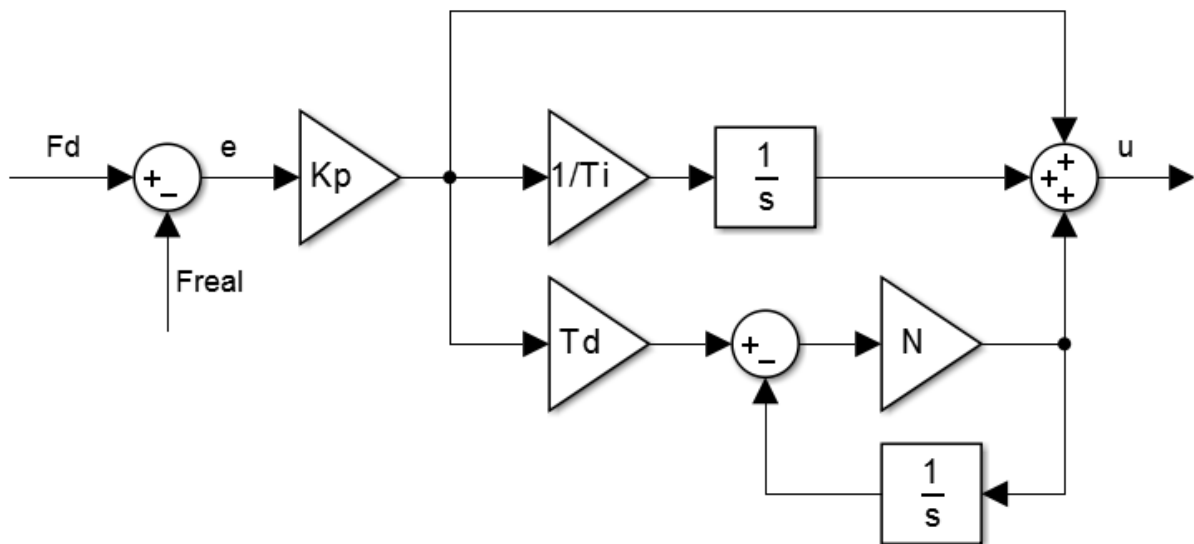 Fd
+
-
e
Kp
1/Ti
1
s
+
+
+
u
Freal
Td
+
-
N
1
s